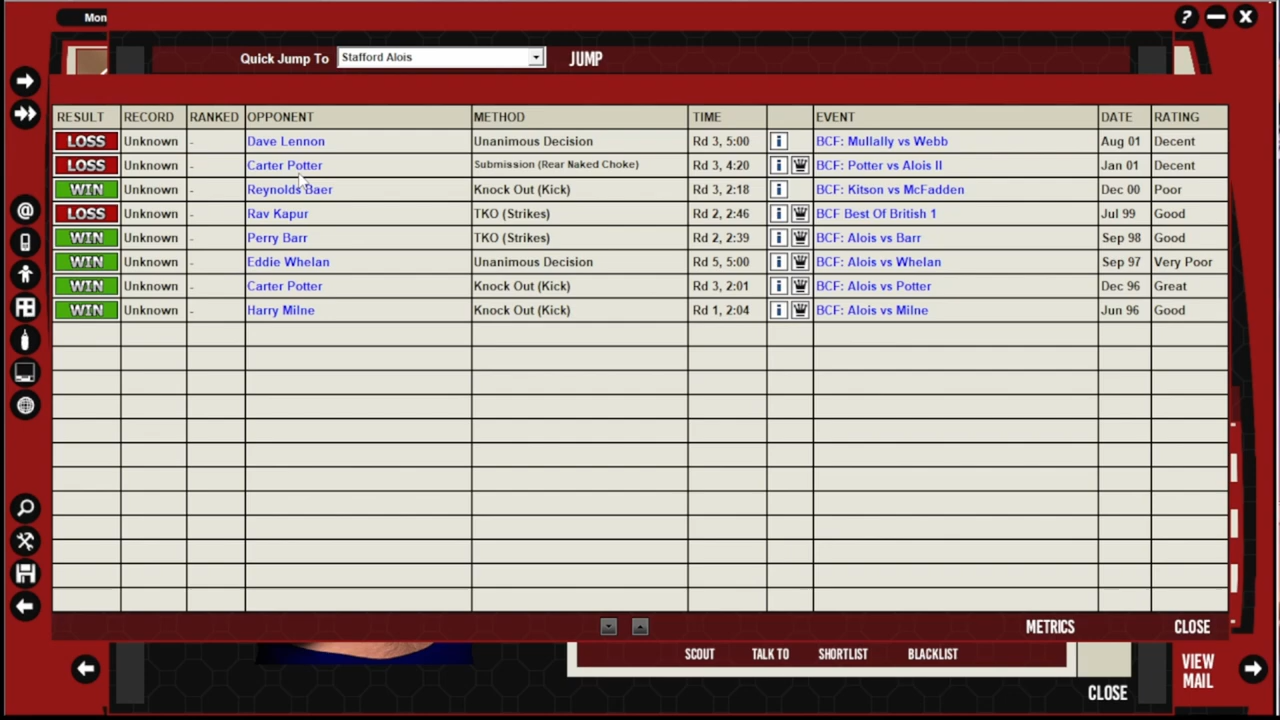 Mon
Quick Jump To Stafford Alois JUMP
RESULT RECORD RANKED OPPONENT METHOD TIME EVENT DATE RATING
LOSS Unknown - Dave Lennon Unanimous Decision Rd 3, 5:00 i BCF: Mullally vs Webb Aug 01 Decent
LOSS Unknown - Carter Potter Submission (Rear Naked Choke) Rd 3, 4:20 i BCF: Potter vs Alois II Jan 01 Decent
WIN Unknown - Reynolds Baer Knock Out (Kick) Rd 3, 2:18 i BCF: Kitson vs McFadden Dec 00 Poor
LOSS Unknown - Rav Kapur TKO (Strikes) Rd 2, 2:46 i BCF Best Of British 1 Jul 99 Good
WIN Unknown - Perry Barr TKO (Strikes) Rd 2, 2:39 i BCF: Alois vs Barr Sep 98 Good
WIN Unknown - Eddie Whelan Unanimous Decision Rd 5, 5:00 i BCF: Alois vs Whelan Sep 97 Very Poor
WIN Unknown - Carter Potter Knock Out (Kick) Rd 3, 2:01 i BCF: Alois vs Potter Dec 96 Great
WIN Unknown - Harry Milne Knock Out (Kick) Rd 1, 2:04 i BCF: Alois vs Milne Jun 96 Good
METRICS CLOSE
SCOUT TALK TO SHORTLIST BLACKLIST
VIEW MAIL
CLOSE